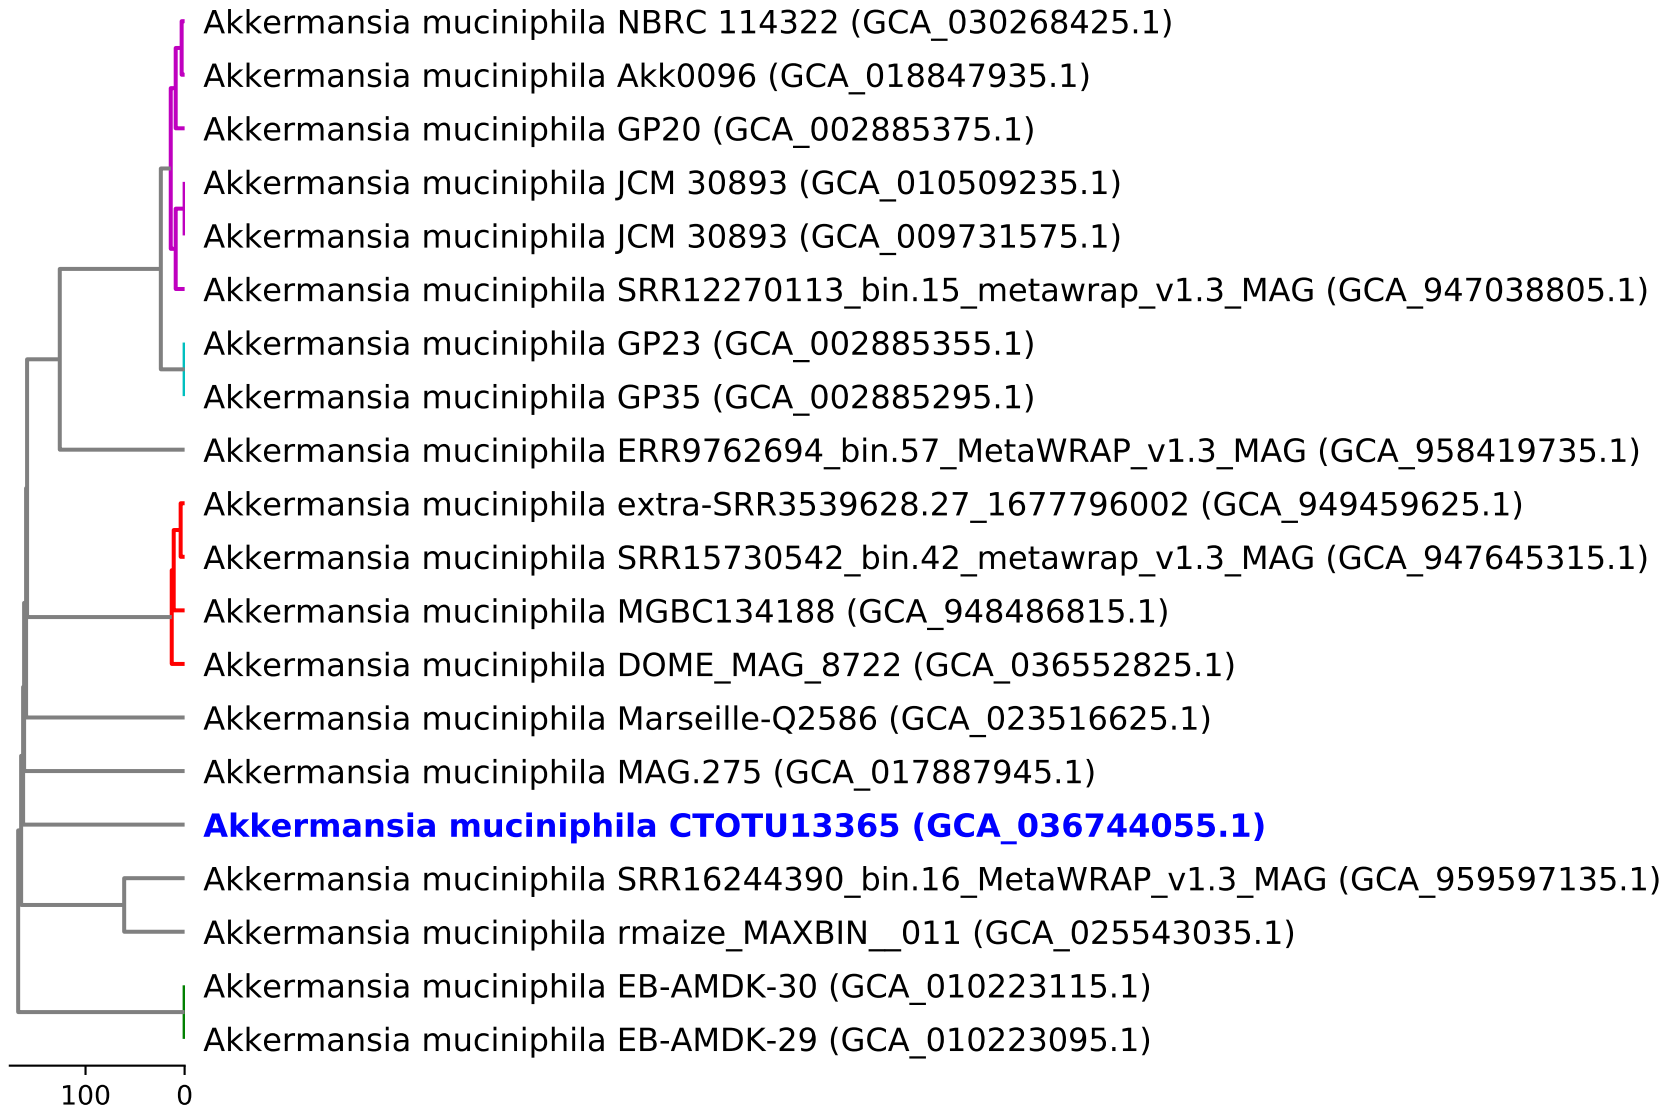 Akkermansia muciniphila NBRC 114322 (GCA_030268425.1)
Akkermansia muciniphila Akk0096 (GCA_018847935.1)
Akkermansia muciniphila GP20 (GCA_002885375.1)
Akkermansia muciniphila JCM 30893 (GCA_010509235.1)
Akkermansia muciniphila JCM 30893 (GCA_009731575.1)
Akkermansia muciniphila SRR12270113_bin.15_metawrap_v1.3_MAG (GCA_947038805.1)
Akkermansia muciniphila GP23 (GCA_002885355.1)
Akkermansia muciniphila GP35 (GCA_002885295.1)
Akkermansia muciniphila ERR9762694_bin.57_MetaWRAP_v1.3_MAG (GCA_958419735.1)
Akkermansia muciniphila extra-SRR3539628.27_1677796002 (GCA_949459625.1)
Akkermansia muciniphila SRR15730542_bin.42_metawrap_v1.3_MAG (GCA_947645315.1)
Akkermansia muciniphila MGBC134188 (GCA_948486815.1)
Akkermansia muciniphila DOME_MAG_8722 (GCA_036552825.1)
Akkermansia muciniphila Marseille-Q2586 (GCA_023516625.1)
Akkermansia muciniphila MAG.275 (GCA_017887945.1)
Akkermansia muciniphila CTOTU13365 (GCA_036744055.1)
Akkermansia muciniphila SRR16244390_bin.16_MetaWRAP_v1.3_MAG (GCA_959597135.1)
Akkermansia muciniphila rmaize_MAXBIN__011 (GCA_025543035.1)
Akkermansia muciniphila EB-AMDK-30 (GCA_010223115.1)
Akkermansia muciniphila EB-AMDK-29 (GCA_010223095.1)
100 0